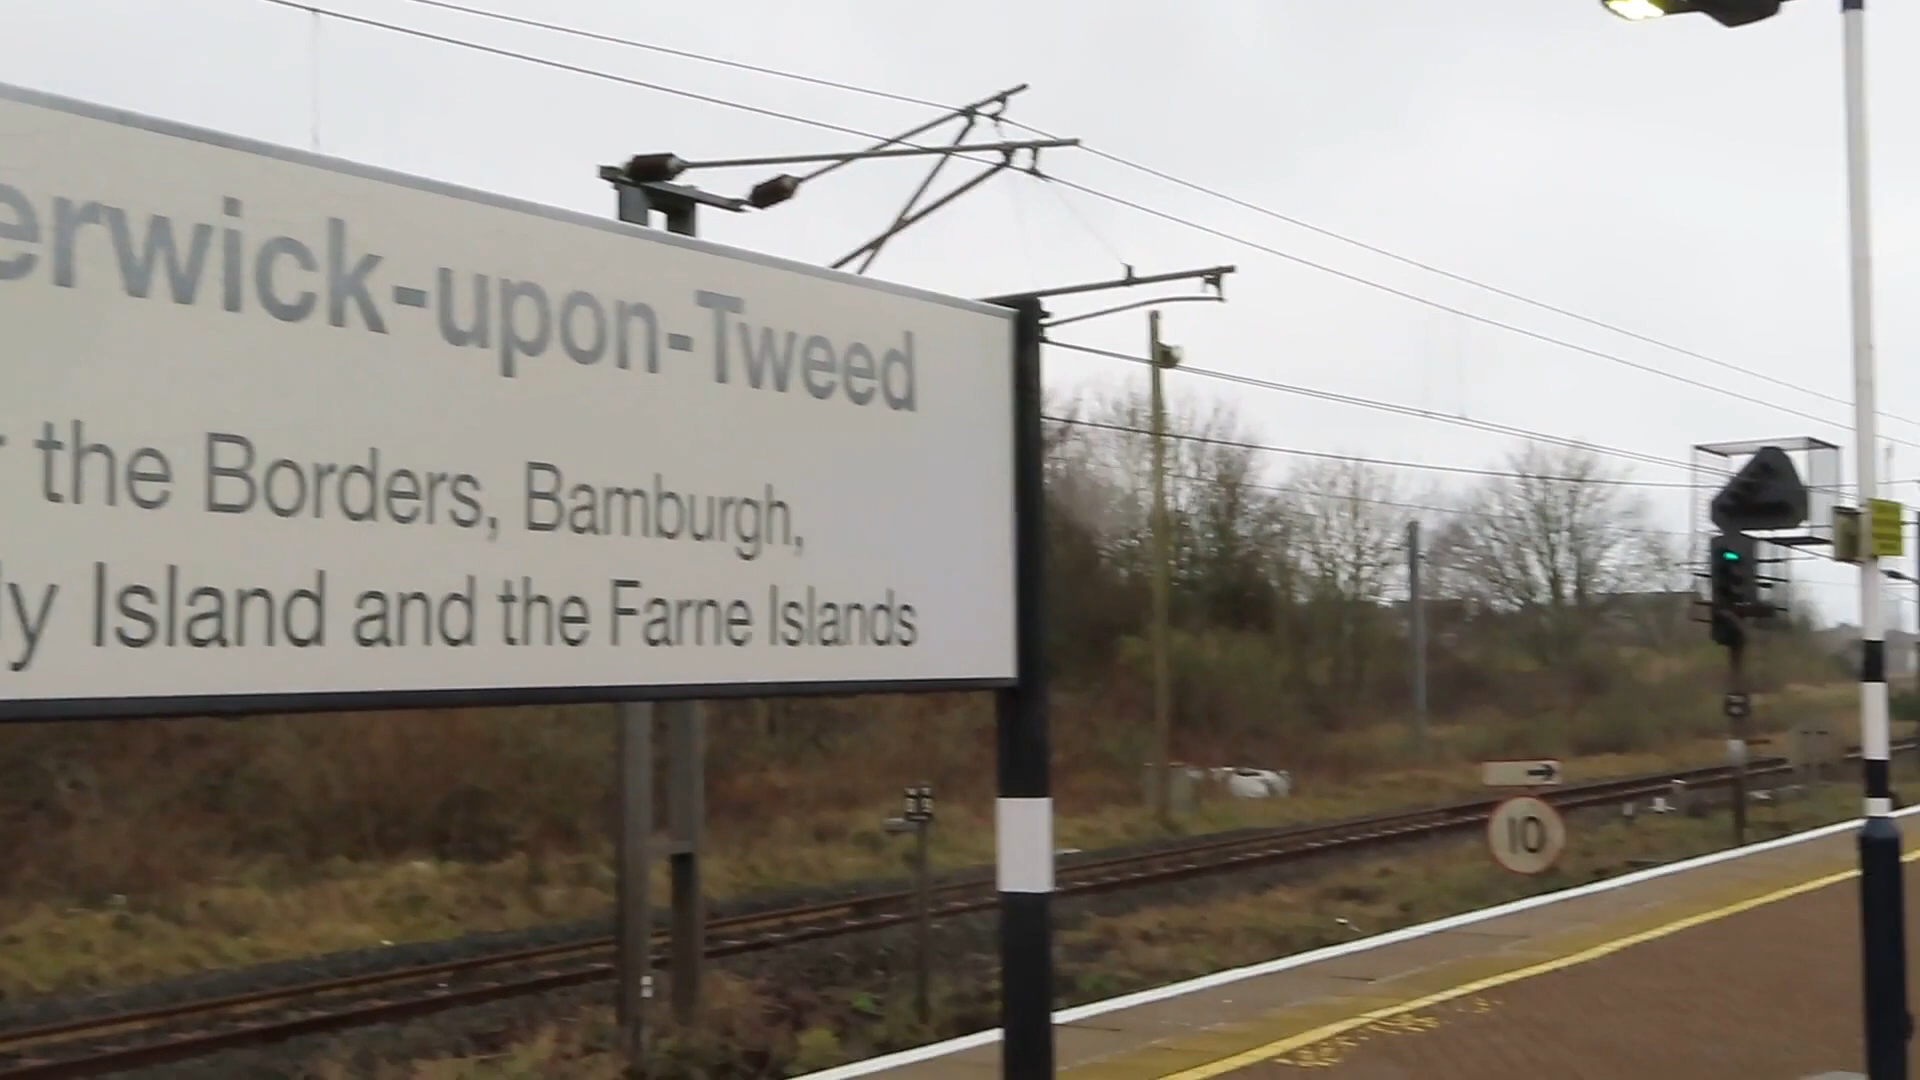 erwick-upon-Tweed
the Borders, Bamburgh,
ly Island and the Farne Islands
10